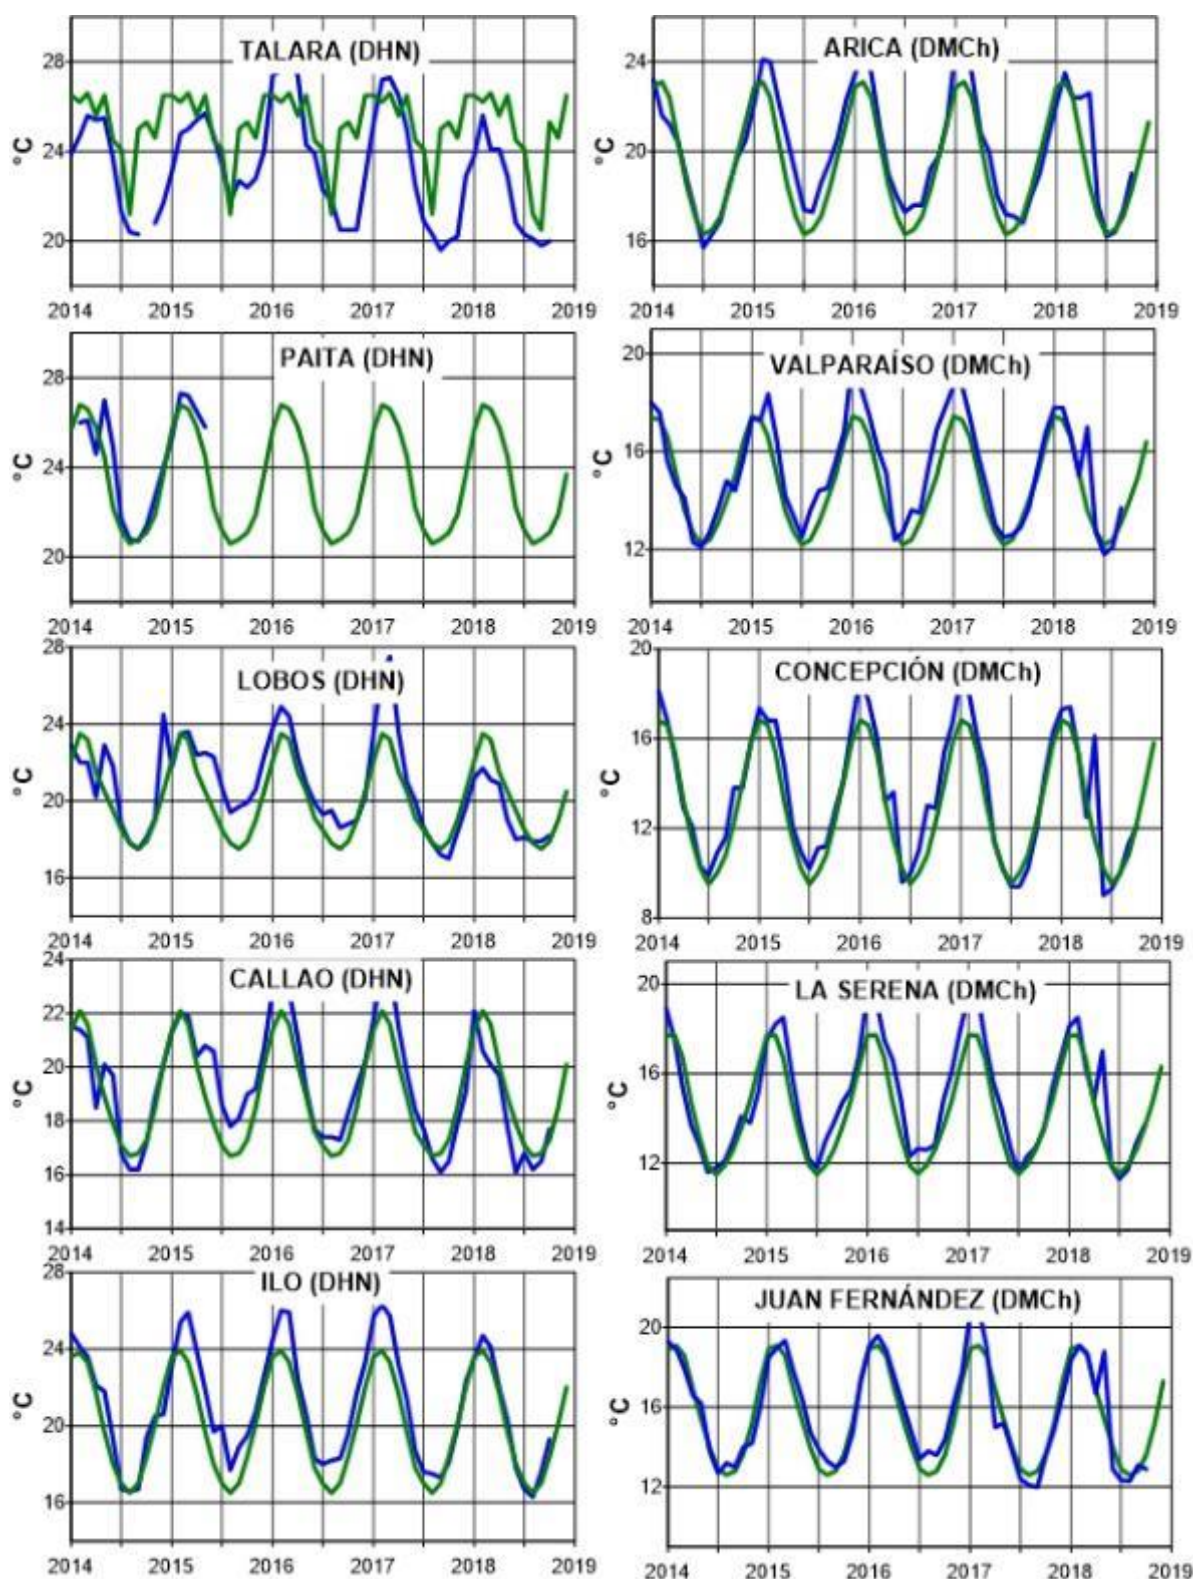 TALARA (DHN)
28
24
20
°C
2014 2015 2016 2017 2018 2019
ARICA (DMCh)
24
20
16
°C
2014 2015 2016 2017 2018 2019
PAITA (DHN)
28
24
20
°C
2014 2015 2016 2017 2018 2019
VALPARAÍSO (DMCh)
20
16
12
°C
2014 2015 2016 2017 2018 2019
LOBOS (DHN)
28
24
20
16
°C
2014 2015 2016 2017 2018 2019
CONCEPCIÓN (DMCh)
20
16
12
8
°C
2014 2015 2016 2017 2018 2019
CALLAO (DHN)
24
22
20
18
16
14
°C
2014 2015 2016 2017 2018 2019
LA SERENA (DMCh)
20
16
12
°C
2014 2015 2016 2017 2018 2019
ILO (DHN)
28
24
20
16
°C
2014 2015 2016 2017 2018 2019
JUAN FERNÁNDEZ (DMCh)
20
16
12
°C
2014 2015 2016 2017 2018 2019